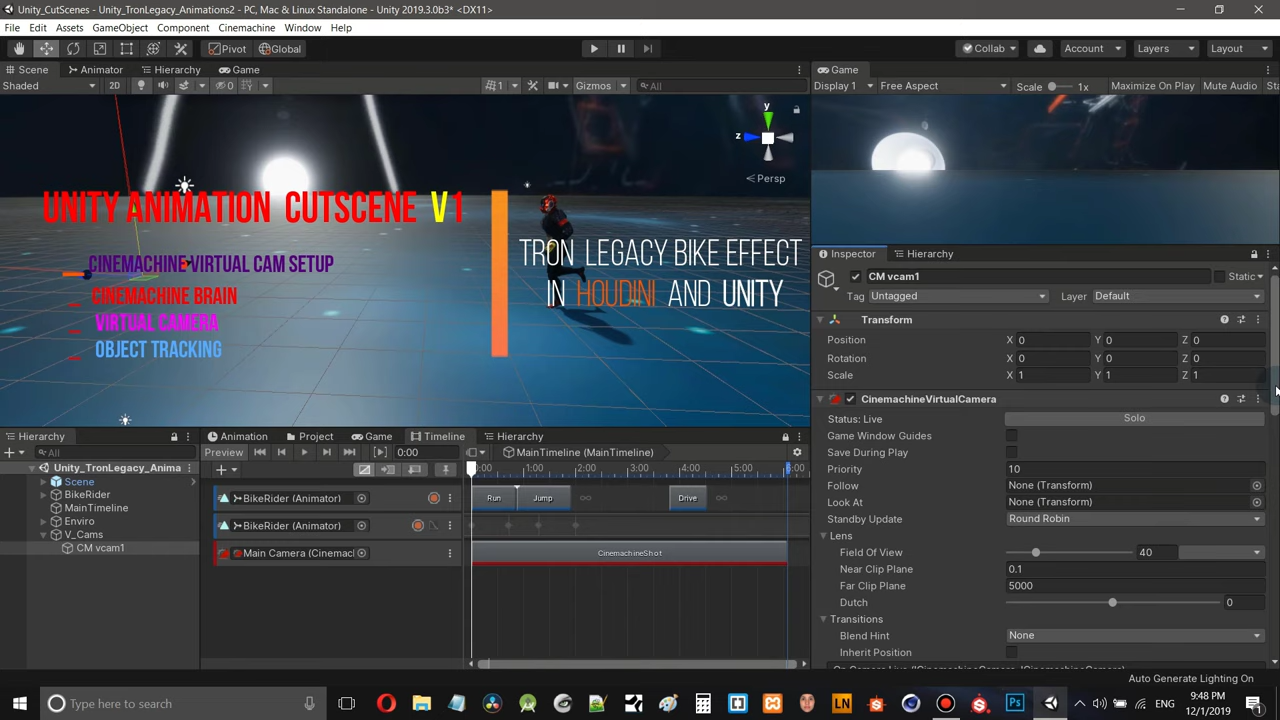 Unity_CutScenes - Unity_TronLegacy_Animations2 - PC, Mac & Linux Standalone - Unity 2019.3.0b3* <DX11>
File Edit Assets GameObject Component Cinemachine Window Help
Pivot Global Collab Account Layers Layout
Scene Animator Hierarchy Game
Shaded 2D 0 1 Gizmos All
y
z
Persp
UNITY ANIMATION CUTSCENE V1
CINEMACHINE VIRTUAL CAM SETUP
CINEMACHINE BRAIN
VIRTUAL CAMERA
OBJECT TRACKING
TRON LEGACY BIKE EFFECT
IN HOUDINI AND UNITY
Game
Display 1 Free Aspect Scale 1x Maximize On Play Mute Audio Sta
Inspector Hierarchy
CM vcam1 Static
Tag Untagged Layer Default
Transform
Position X 0 Y 0 Z 0
Rotation X 0 Y 0 Z 0
Scale X 1 Y 1 Z 1
CinemachineVirtualCamera
Status: Live Solo
Game Window Guides
Save During Play
Priority 10
Follow None (Transform)
Look At None (Transform)
Standby Update Round Robin
Lens
Field Of View 40
Near Clip Plane 0.1
Far Clip Plane 5000
Dutch 0
Transitions
Blend Hint None
Inherit Position
Auto Generate Lighting On
Hierarchy
All
Unity_TronLegacy_Anima
Scene
BikeRider
MainTimeline
Enviro
V_Cams
CM vcam1
Animation Project Game Timeline Hierarchy
Preview 0:00 MainTimeline (MainTimeline)
0:00 1:00 2:00 3:00 4:00 5:00 6:00
BikeRider (Animator) Run Jump Drive
BikeRider (Animator)
Main Camera (Cinemacl CinemachineShot
Type here to search
ENG
9:48 PM
12/1/2019